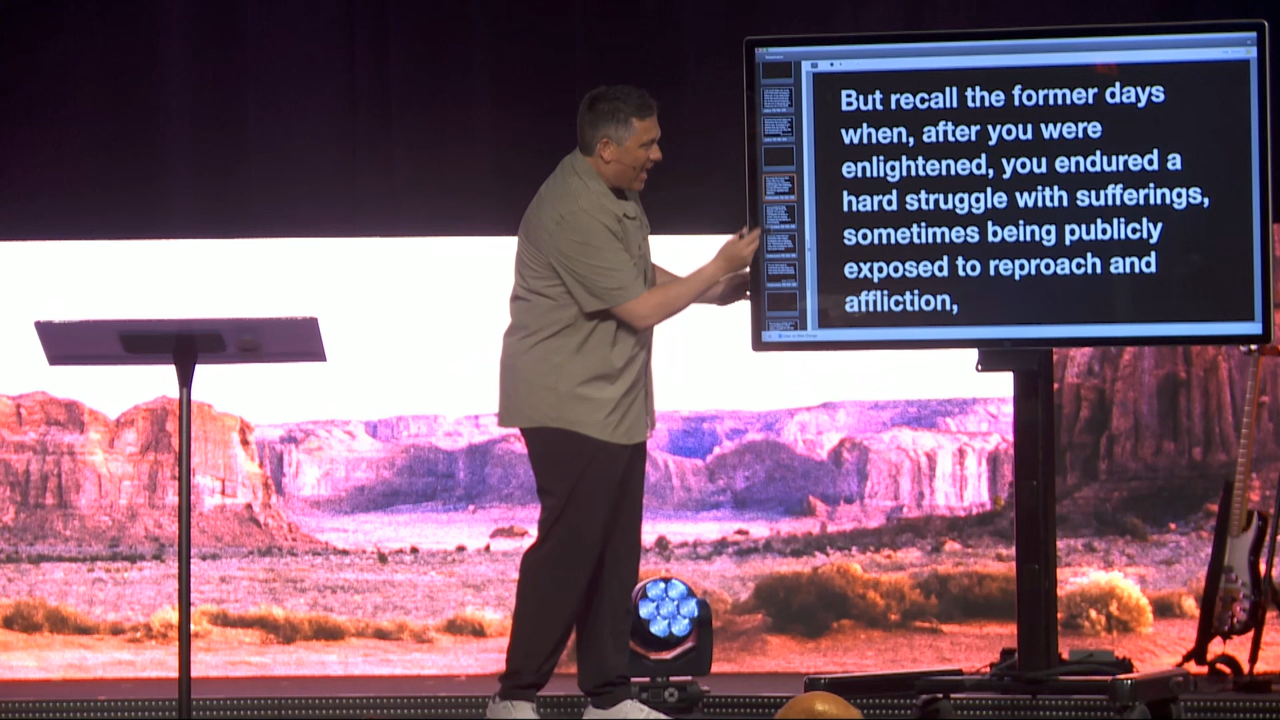 But recall the former days
when, after you were
enlightened, you endured a
hard struggle with sufferings,
sometimes being publicly
exposed to reproach and
affliction,